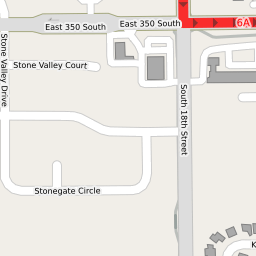 East 350 South
East 350 South
6A
Stone Valley Court
Stone Valley Drive
South 18th Street
Stonegate Circle
K